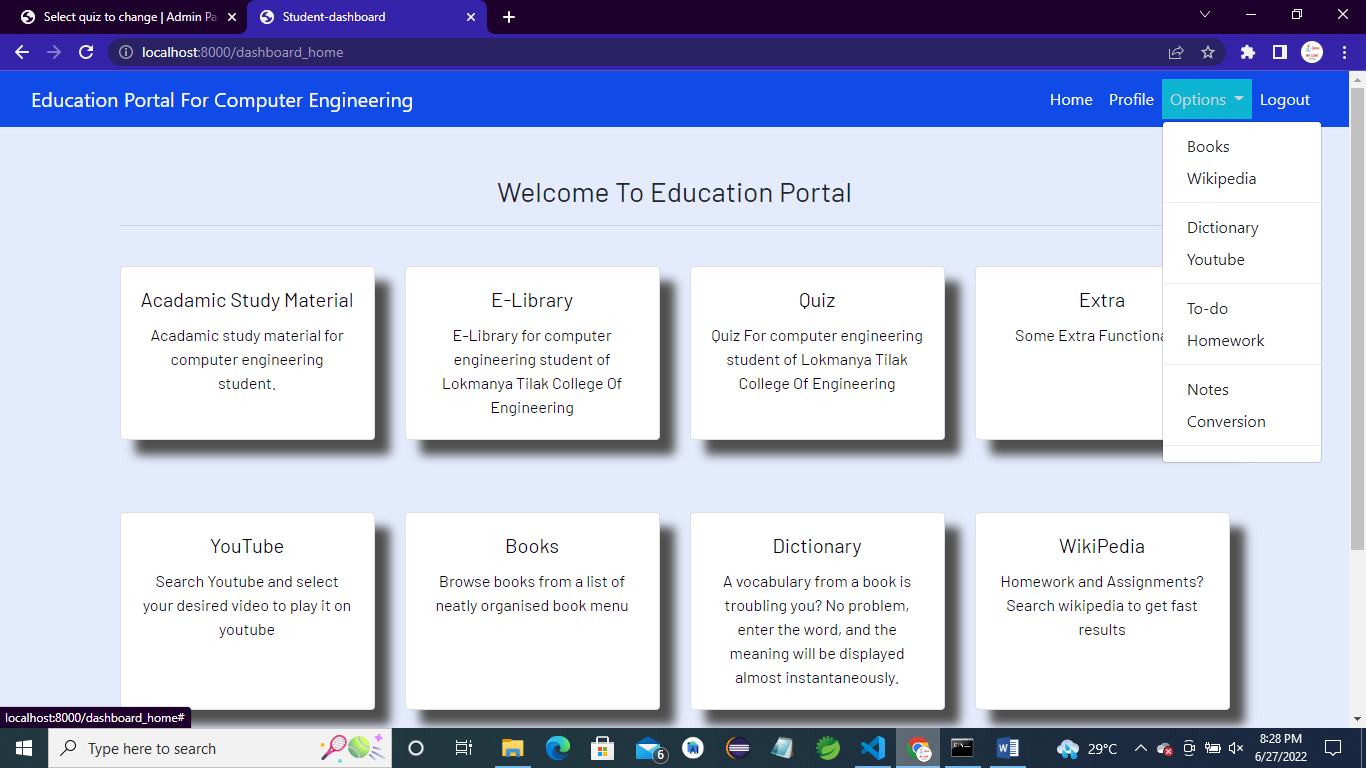 Select quiz to change | Admin Pa
Student-dashboard
localhost:8000/dashboard_home
Education Portal For Computer Engineering
Home
Profile
Options
Logout
Books
Wikipedia
Dictionary
Youtube
To-do
Homework
Notes
Conversion
Welcome To Education Portal
Acadamic Study Material
Acadamic study material for
computer engineering
student.
E-Library
E-Library for computer
engineering student of
Lokmanya Tilak College Of
Engineering
Quiz
Quiz For computer engineering
student of Lokmanya Tilak
College Of Engineering
Extra
Some Extra Functiona
YouTube
Search Youtube and select
your desired video to play it on
youtube
Books
Browse books from a list of
neatly organised book menu
Dictionary
A vocabulary from a book is
troubling you? No problem,
enter the word, and the
meaning will be displayed
almost instantaneously.
WikiPedia
Homework and Assignments?
Search wikipedia to get fast
results
localhost:8000/dashboard_home#
Type here to search
6
29°C
8:28 PM
6/27/2022